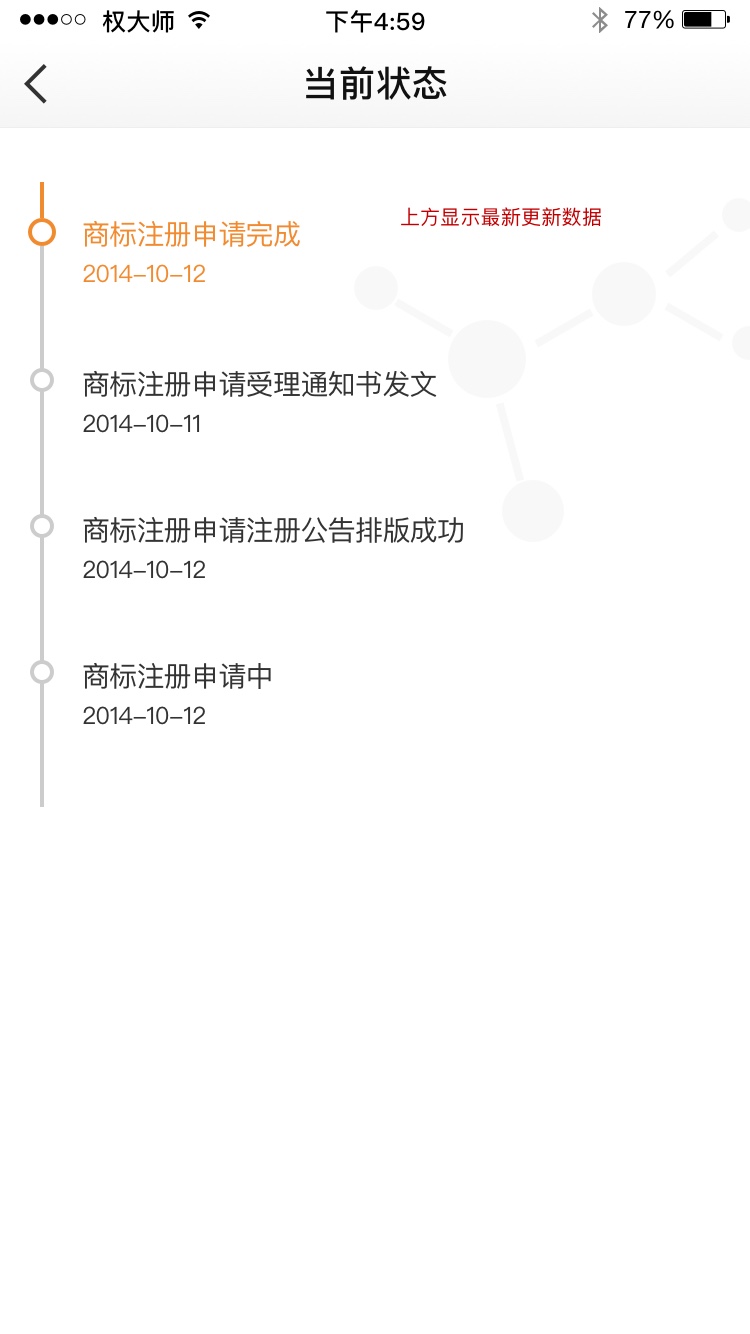 权大师 下午4:59 77%
当前状态
上方显示最新更新数据
商标注册申请完成
2014-10-12
商标注册申请受理通知书发文
2014-10-11
商标注册申请注册公告排版成功
2014-10-12
商标注册申请中
2014-10-12